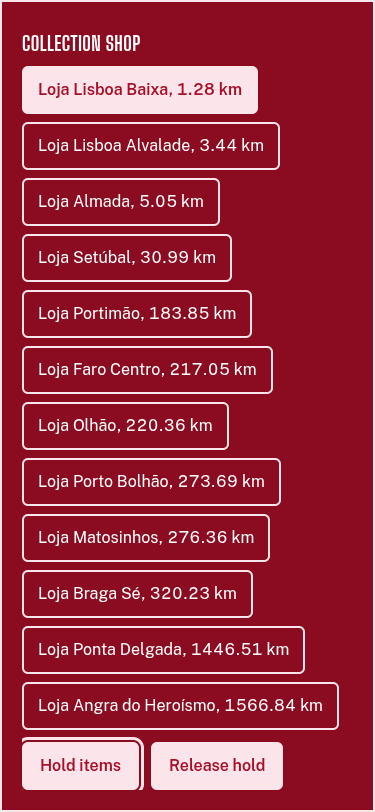 COLLECTION SHOP
Loja Lisboa Baixa, 1.28 km
Loja Lisboa Alvalade, 3.44 km
Loja Almada, 5.05 km
Loja Setúbal, 30.99 km
Loja Portimão, 183.85 km
Loja Faro Centro, 217.05 km
Loja Olhão, 220.36 km
Loja Porto Bolhão, 273.69 km
Loja Matosinhos, 276.36 km
Loja Braga Sé, 320.23 km
Loja Ponta Delgada, 1446.51 km
Loja Angra do Heroísmo, 1566.84 km
Hold items Release hold